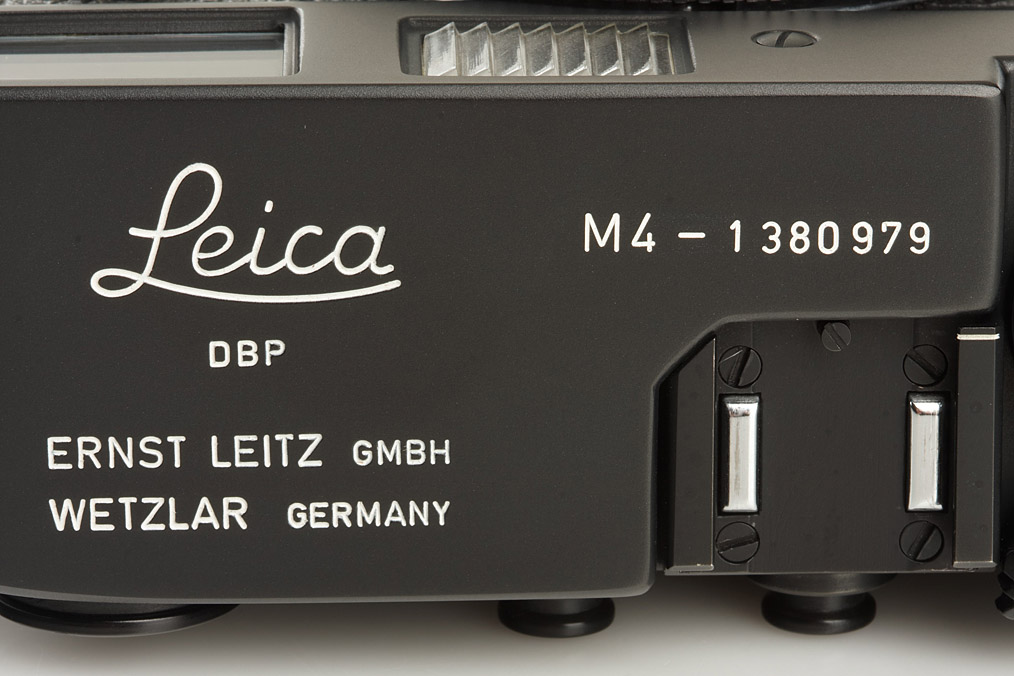 Leica
M4 - 1380979
DBP
ERNST LEITZ GMBH
WETZLAR GERMANY